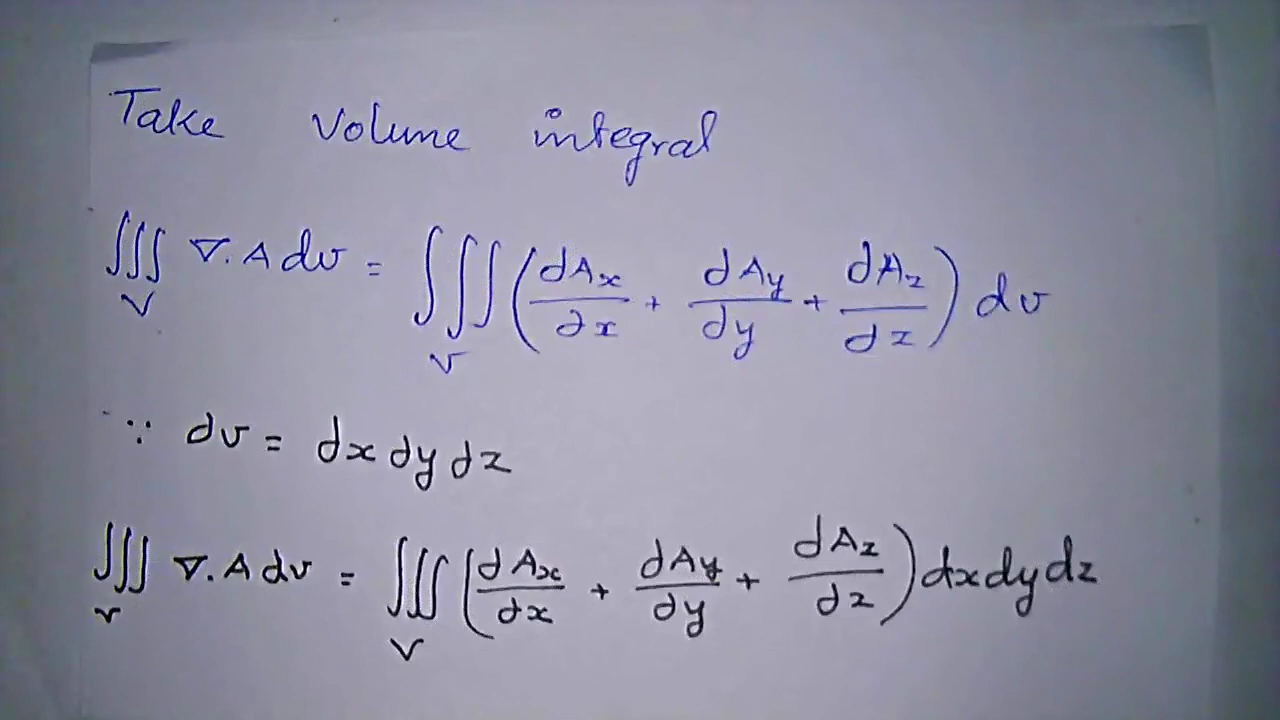 Take volume integral
∭_V ∇.A dv = ∭_V (∂Ax/∂x + ∂Ay/∂y + ∂Az/∂z) dv
∵ dv = dx dy dz
∭_V ∇.A dv = ∭_V (∂Ax/∂x + ∂Ay/∂y + ∂Az/∂z) dx dy dz